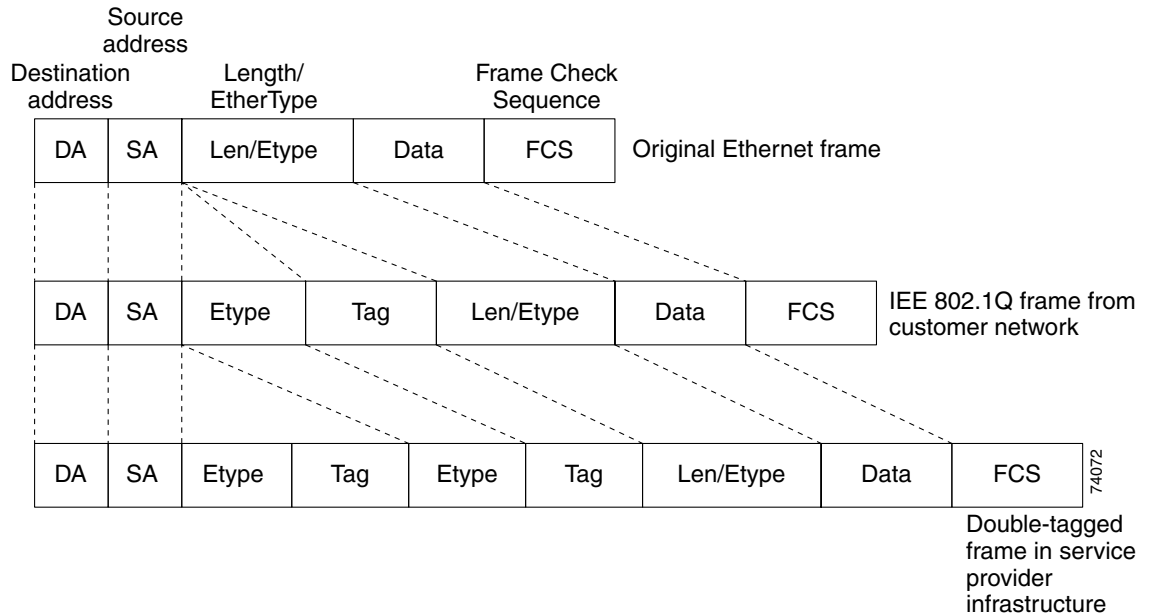 Source
address
Destination
address
Length/
EtherType
Frame Check
Sequence
DA SA Len/Etype Data FCS Original Ethernet frame
DA SA Etype Tag Len/Etype Data FCS IEE 802.1Q frame from
customer network
DA SA Etype Tag Etype Tag Len/Etype Data FCS 74072
Double-tagged
frame in service
provider
infrastructure